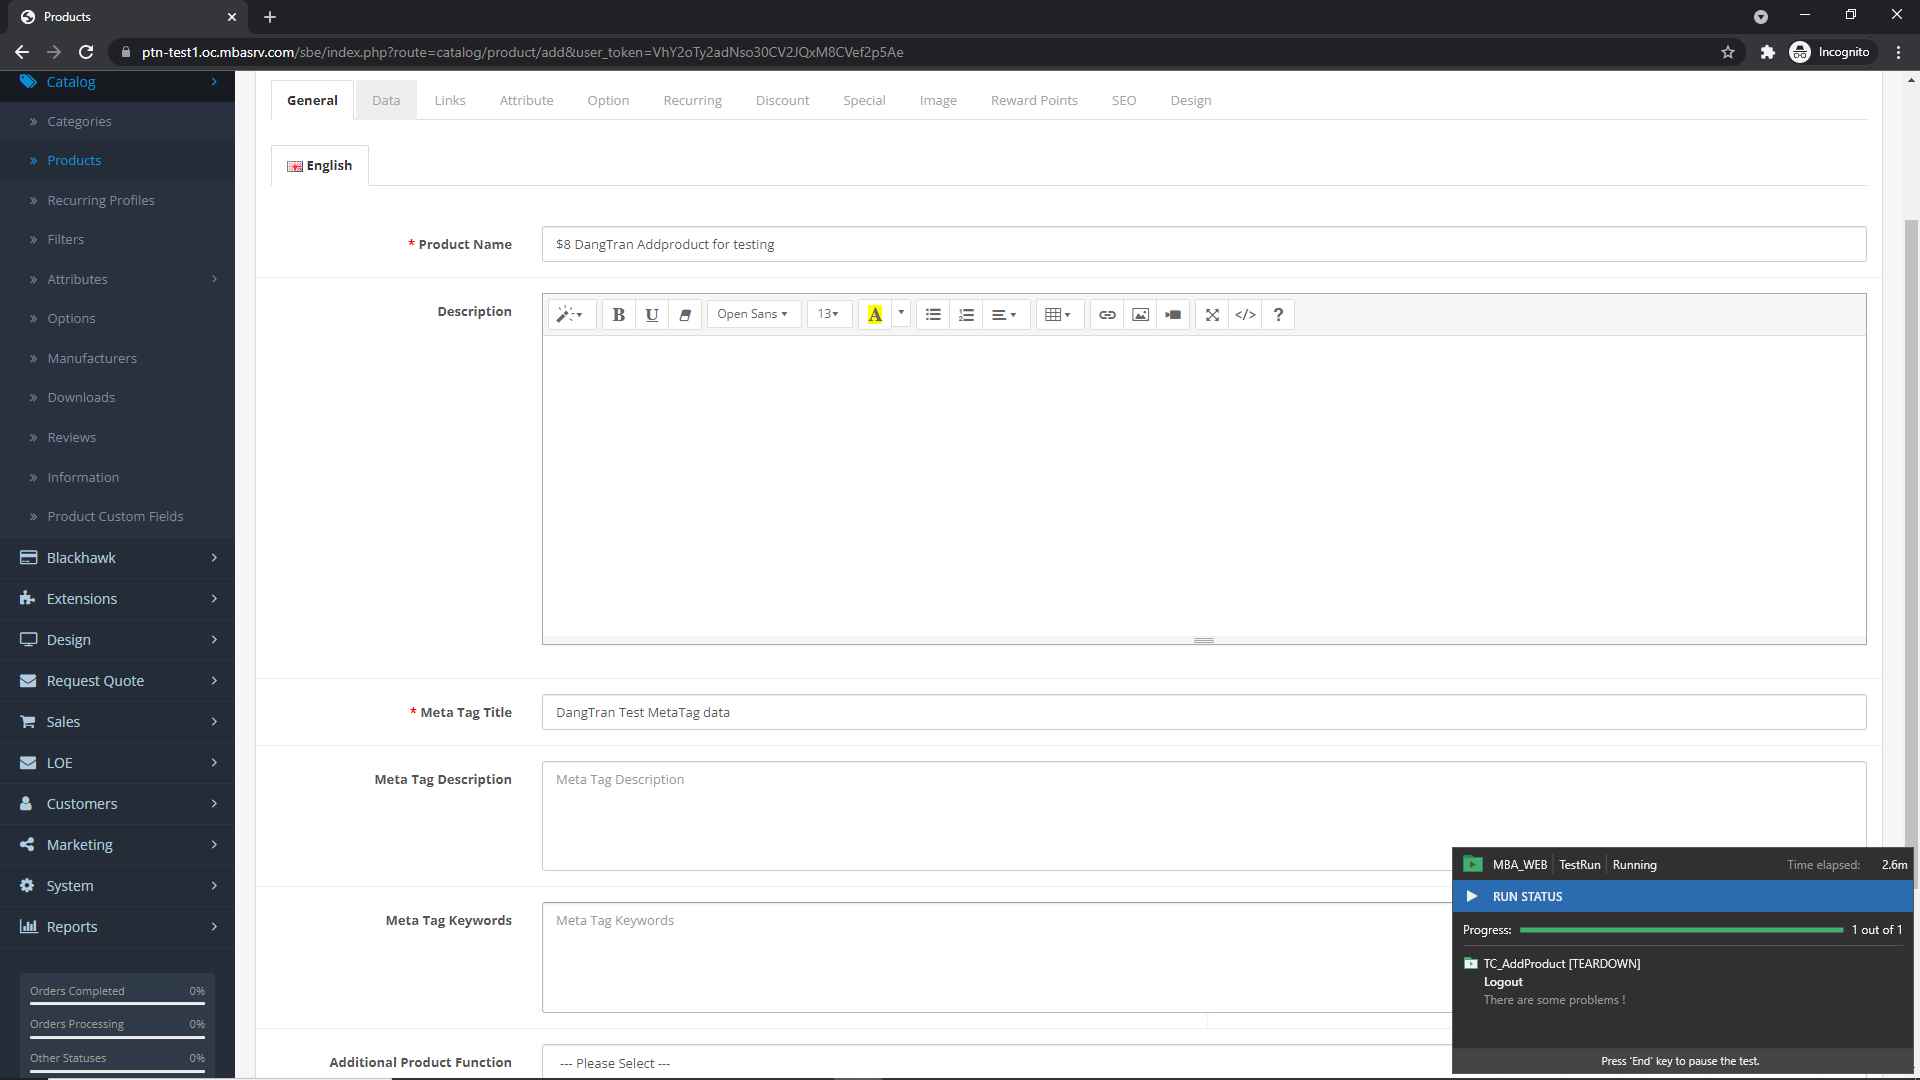 Products
ptn-test1.oc.mbasrv.com/sbe/index.php?route=catalog/product/add&user_token=VhY2oTy2adNso30CV2JQxM8CVef2p5Ae
Incognito
Catalog
Categories
Products
Recurring Profiles
Filters
Attributes
Options
Manufacturers
Downloads
Reviews
Information
Product Custom Fields
Blackhawk
Extensions
Design
Request Quote
Sales
LOE
Customers
Marketing
System
Reports
Orders Completed 0%
Orders Processing 0%
Other Statuses 0%
General Data Links Attribute Option Recurring Discount Special Image Reward Points SEO Design
English
* Product Name
$8 DangTran Addproduct for testing
Description
B U Open Sans 13 A </> ?
* Meta Tag Title
DangTran Test MetaTag data
Meta Tag Description
Meta Tag Description
Meta Tag Keywords
Meta Tag Keywords
Additional Product Function
--- Please Select ---
MBA_WEB TestRun Running Time elapsed: 2.6m
RUN STATUS
Progress: 1 out of 1
TC_AddProduct [TEARDOWN]
Logout
There are some problems !
Press 'End' key to pause the test.